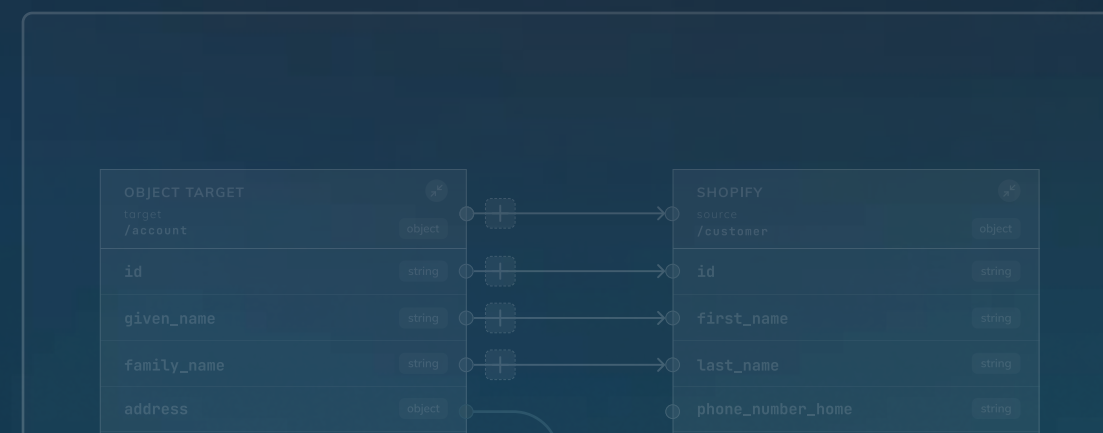 OBJECT TARGET
target
/account
object
id
string
given_name
string
family_name
string
address
object
SHOPIFY
source
/customer
object
id
string
first_name
string
last_name
string
phone_number_home
string